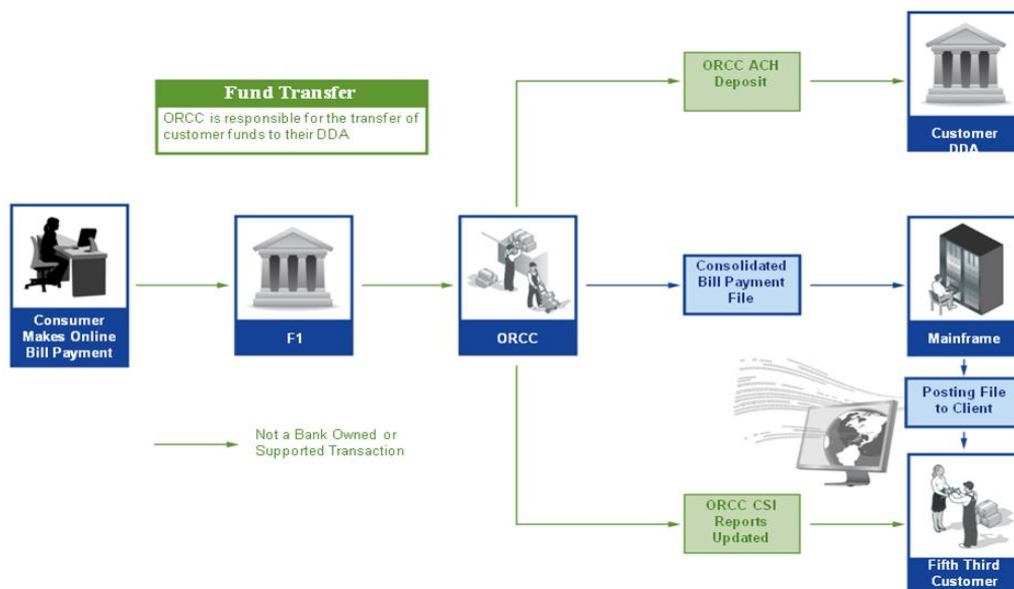 ORCC ACH
Deposit
Customer
DDA
Fund Transfer
ORCC is responsible for the transfer of
customer funds to their DDA
Consumer
Makes Online
Bill Payment
F1
ORCC
Consolidated
Bill Payment
File
Mainframe
Posting File
to Client
Not a Bank Owned or
Supported Transaction
ORCC CSI
Reports
Updated
Fifth Third
Customer